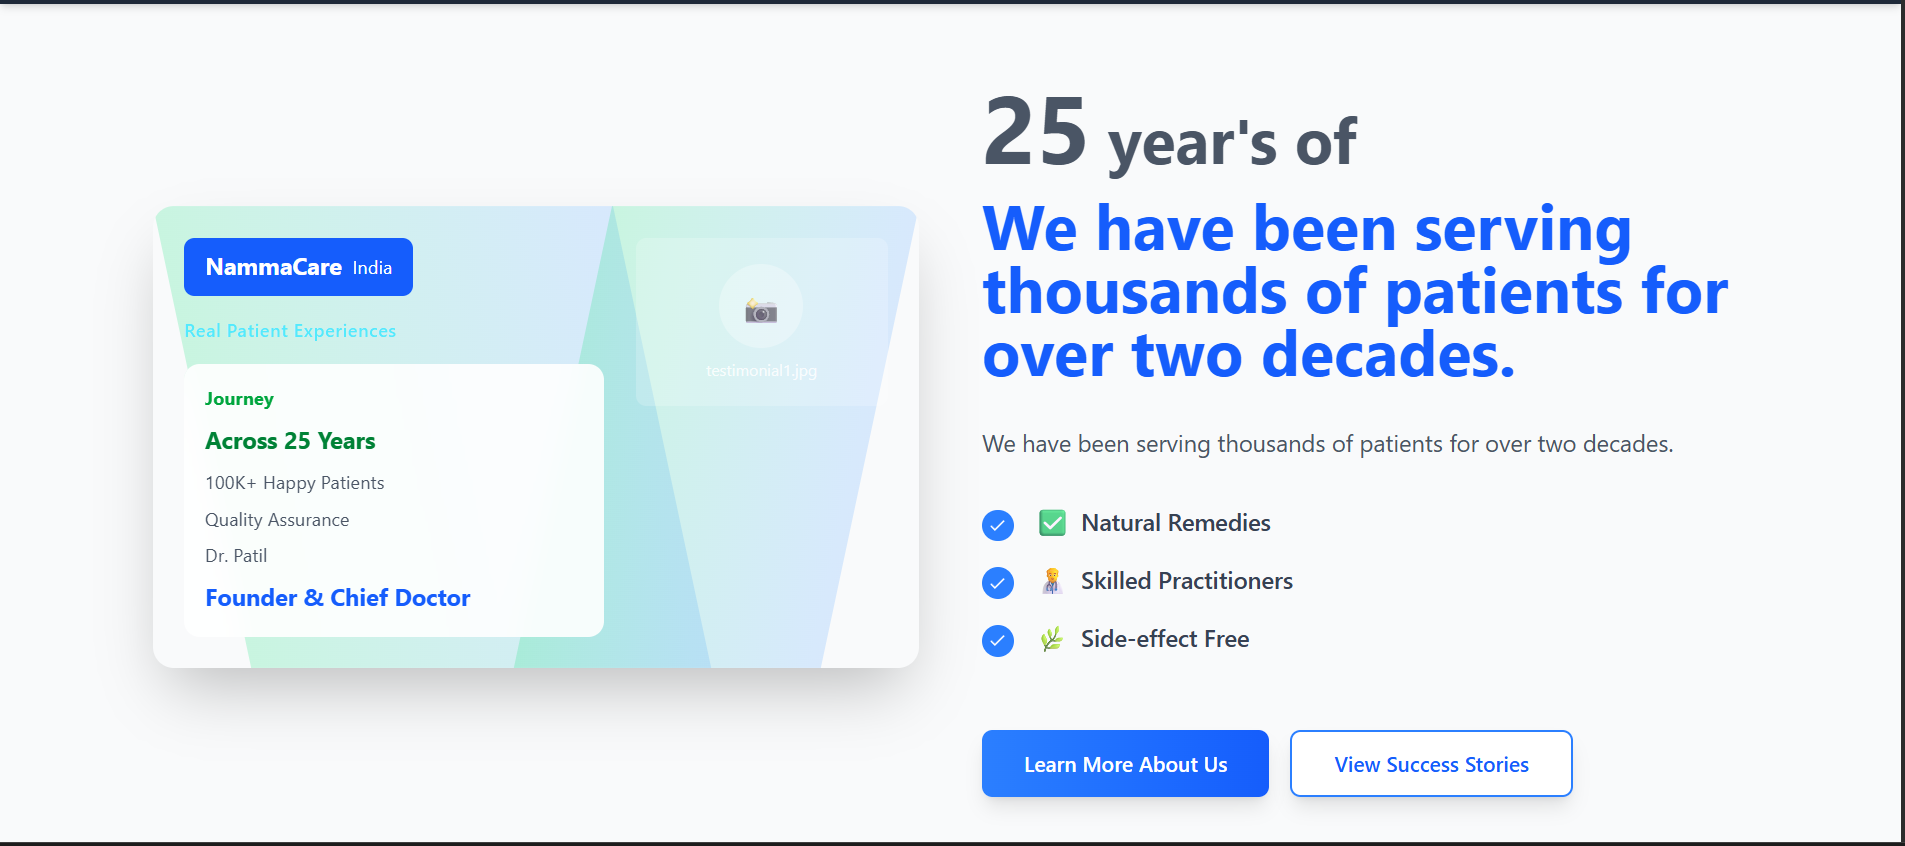 NammaCare India
Real Patient Experiences
Journey
Across 25 Years
100K+ Happy Patients
Quality Assurance
Dr. Patil
Founder & Chief Doctor
testimonial1.jpg
25 year's of
We have been serving
thousands of patients for
over two decades.
We have been serving thousands of patients for over two decades.
Natural Remedies
Skilled Practitioners
Side-effect Free
Learn More About Us
View Success Stories